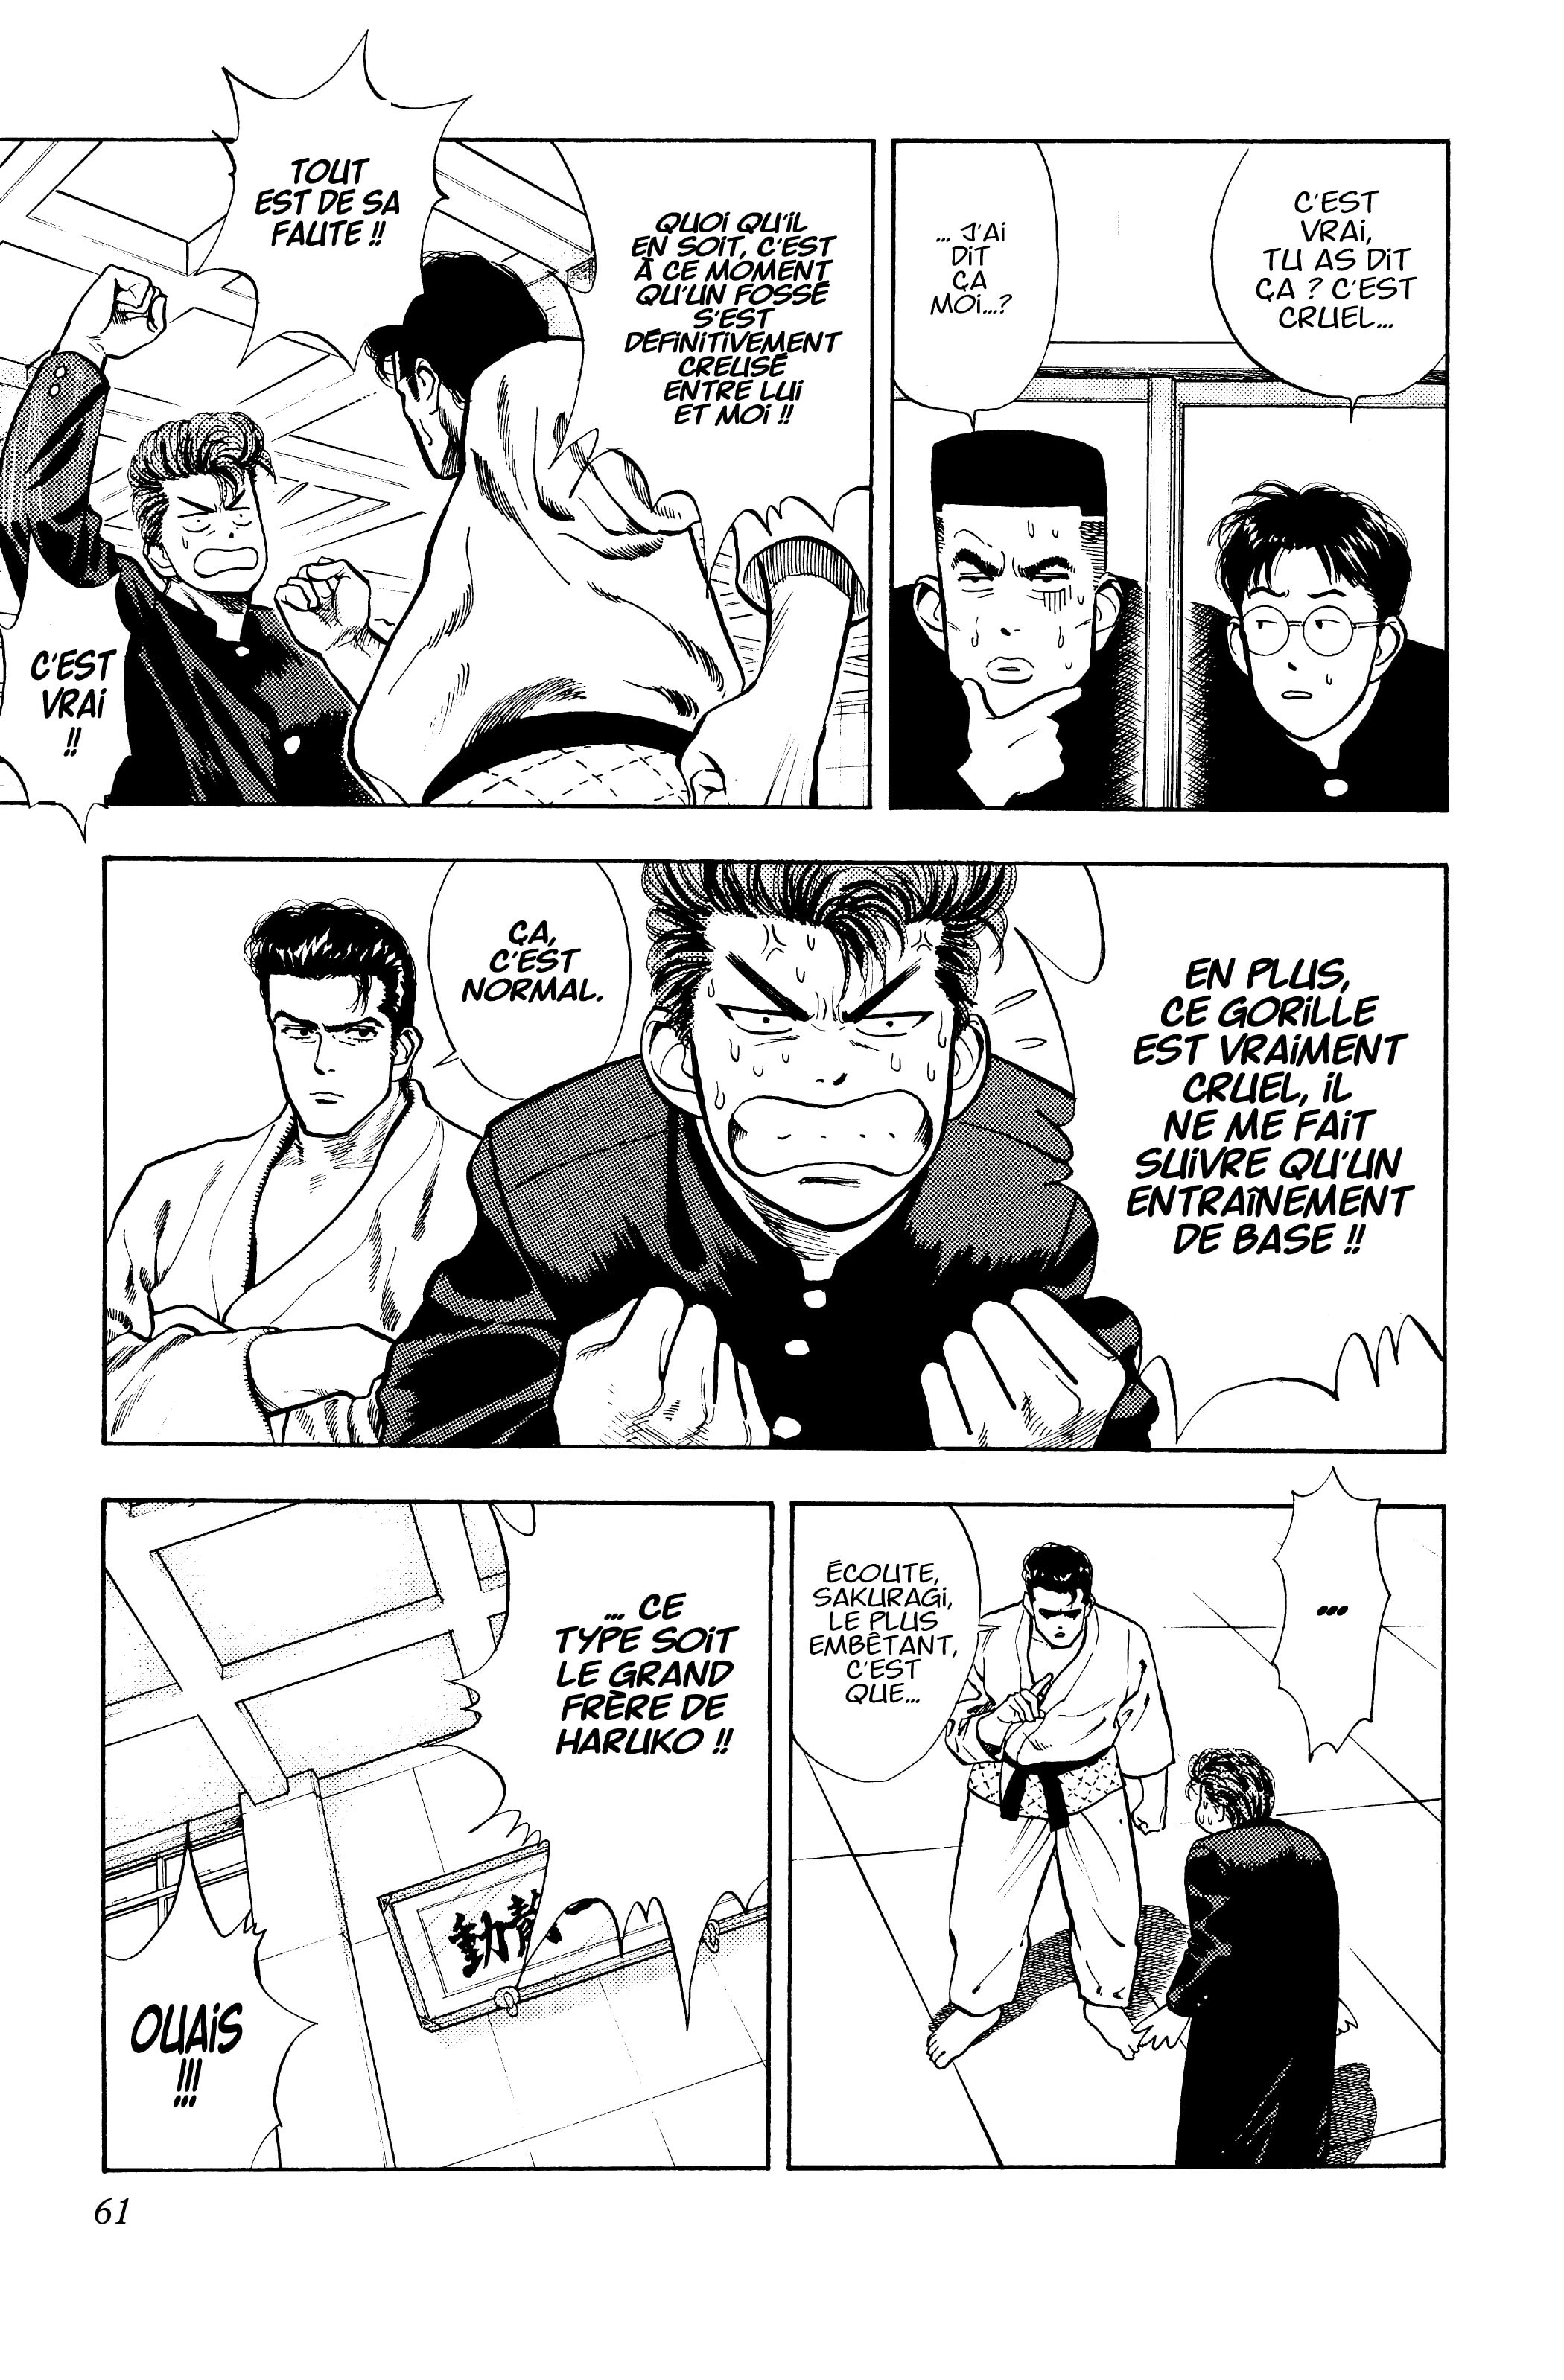 C'EST
VRAI,
TU AS DIT
ÇA ? C'EST
CRUEL...
... J'AI
DIT
ÇA
MOI...?
QUOI QU'IL
EN SOIT, C'EST
À CE MOMENT
QU'UN FOSSÉ
S'EST
DÉFINITIVEMENT
CREUSÉ
ENTRE LUI
ET MOI !!
TOUT
EST DE SA
FAUTE !!
C'EST
VRAI
!!
EN PLUS,
CE GORILLE
EST VRAIMENT
CRUEL, IL
NE ME FAIT
SUIVRE QU'UN
ENTRAÎNEMENT
DE BASE !!
ÇA,
C'EST
NORMAL.
...
ÉCOUTE,
SAKURAGI,
LE PLUS
EMBÊTANT,
C'EST
QUE...
... CE
TYPE SOIT
LE GRAND
FRÈRE DE
HARUKO !!
動
OUAIS
!!!
61